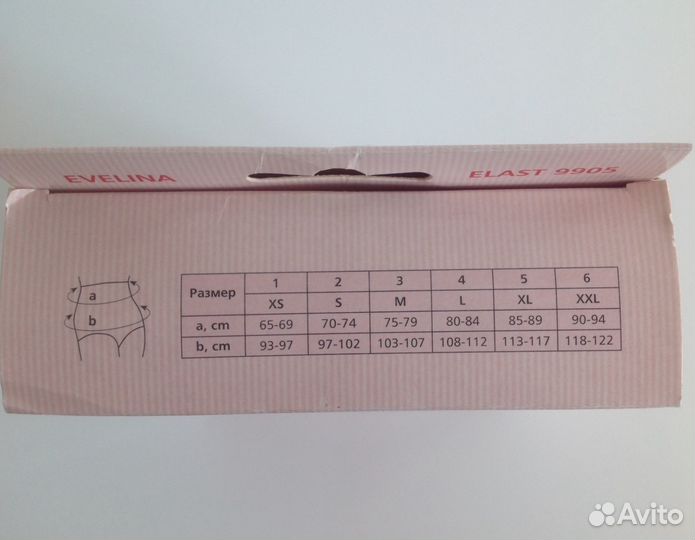 EVELINA ELAST 9905
Размер 1 2 3 4 5 6
XS S M L XL XXL
a, cm 65-69 70-74 75-79 80-84 85-89 90-94
b, cm 93-97 97-102 103-107 108-112 113-117 118-122
a
b
Avito